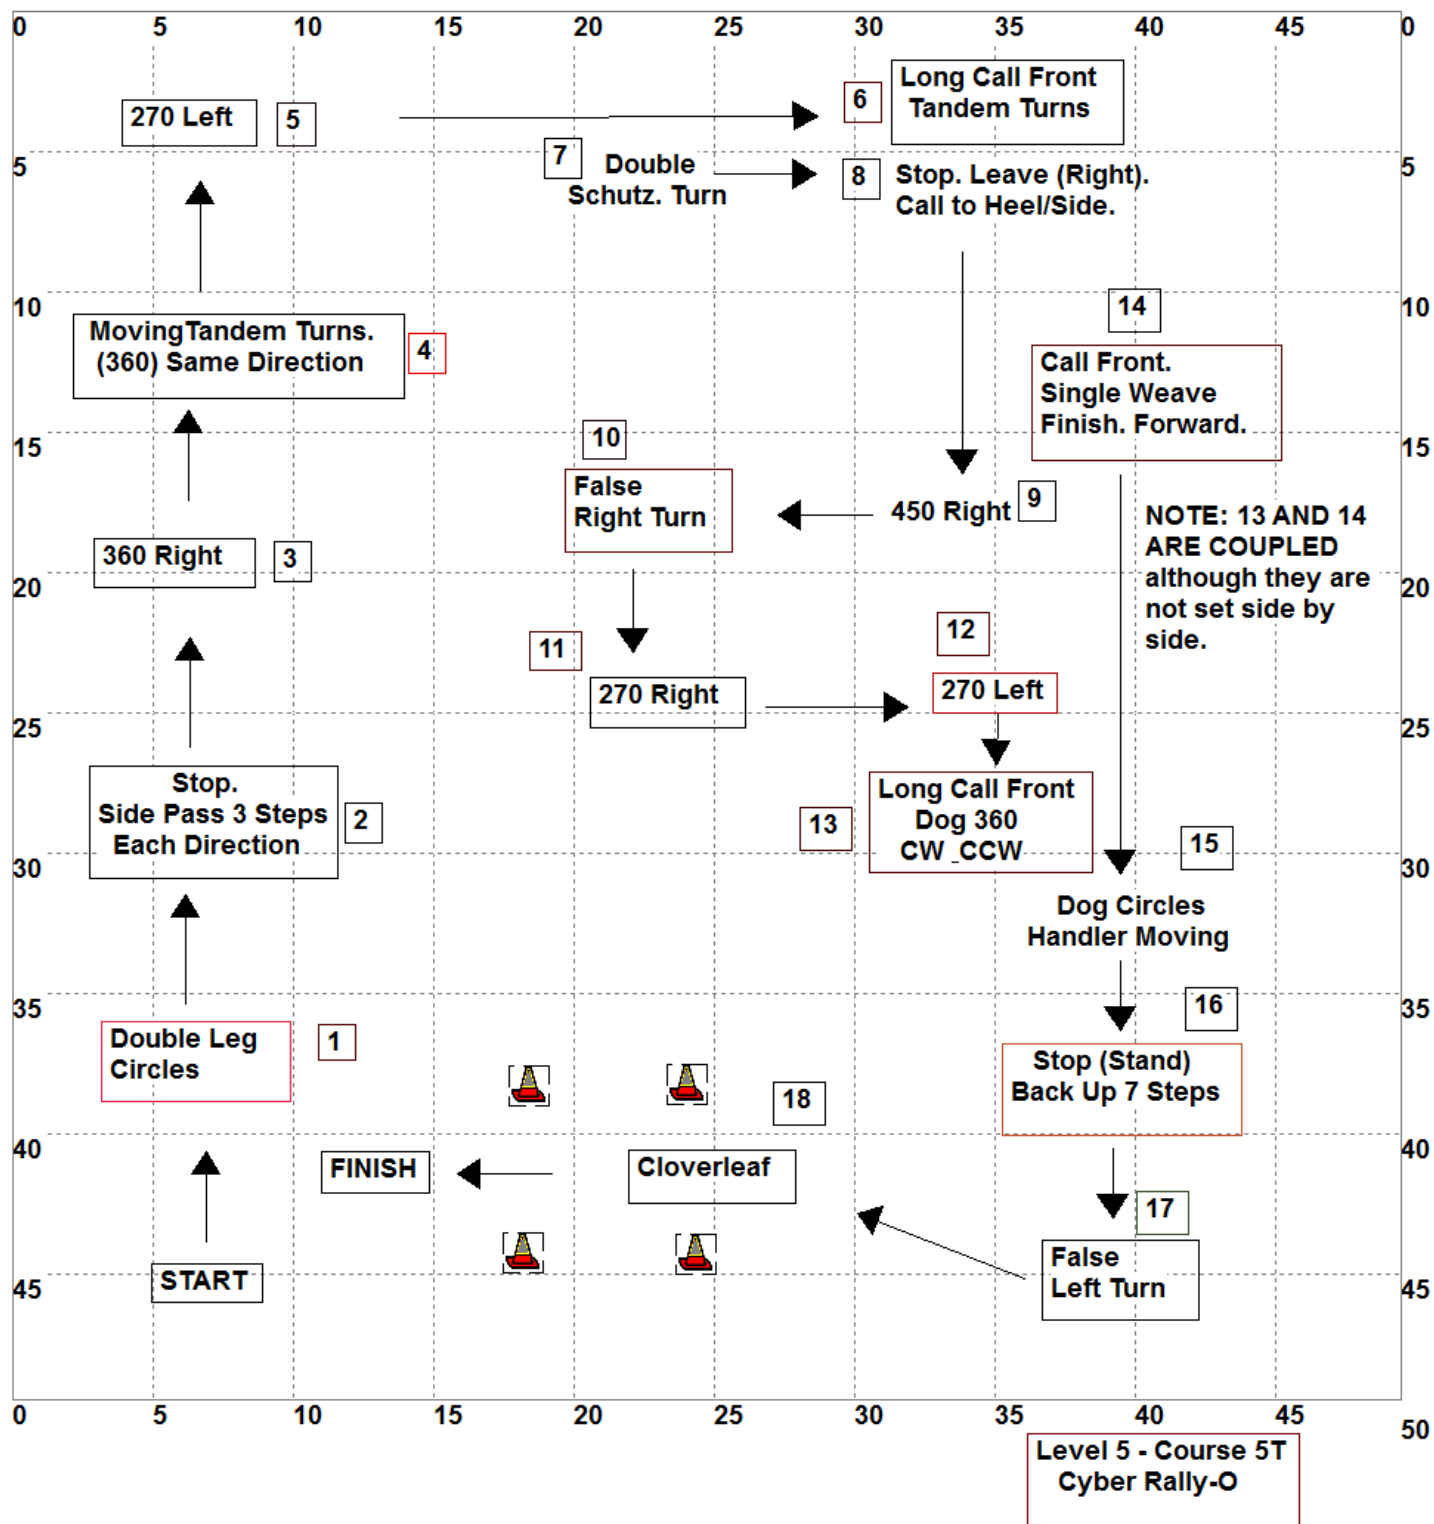 0 5 10 15 20 25 30 35 40 45 0
270 Left 5
6 Long Call Front
Tandem Turns
5 5
7 Double
Schutz. Turn
8 Stop. Leave (Right).
Call to Heel/Side.
10 10
MovingTandem Turns.
(360) Same Direction
4
14
Call Front.
Single Weave
Finish. Forward.
15 15
10
False
Right Turn
450 Right 9
NOTE: 13 AND 14
ARE COUPLED
although they are
not set side by
side.
360 Right 3
20 20
11
270 Right
12
270 Left
25 25
Stop.
Side Pass 3 Steps
Each Direction
2
13
Long Call Front
Dog 360
CW _CCW
15
30 30
Dog Circles
Handler Moving
35 35
16
Double Leg
Circles
1
Stop (Stand)
Back Up 7 Steps
18
40 40
FINISH
Cloverleaf
17
False
Left Turn
START
45 45
0 5 10 15 20 25 30 35 40 45 50
Level 5 - Course 5T
Cyber Rally-O